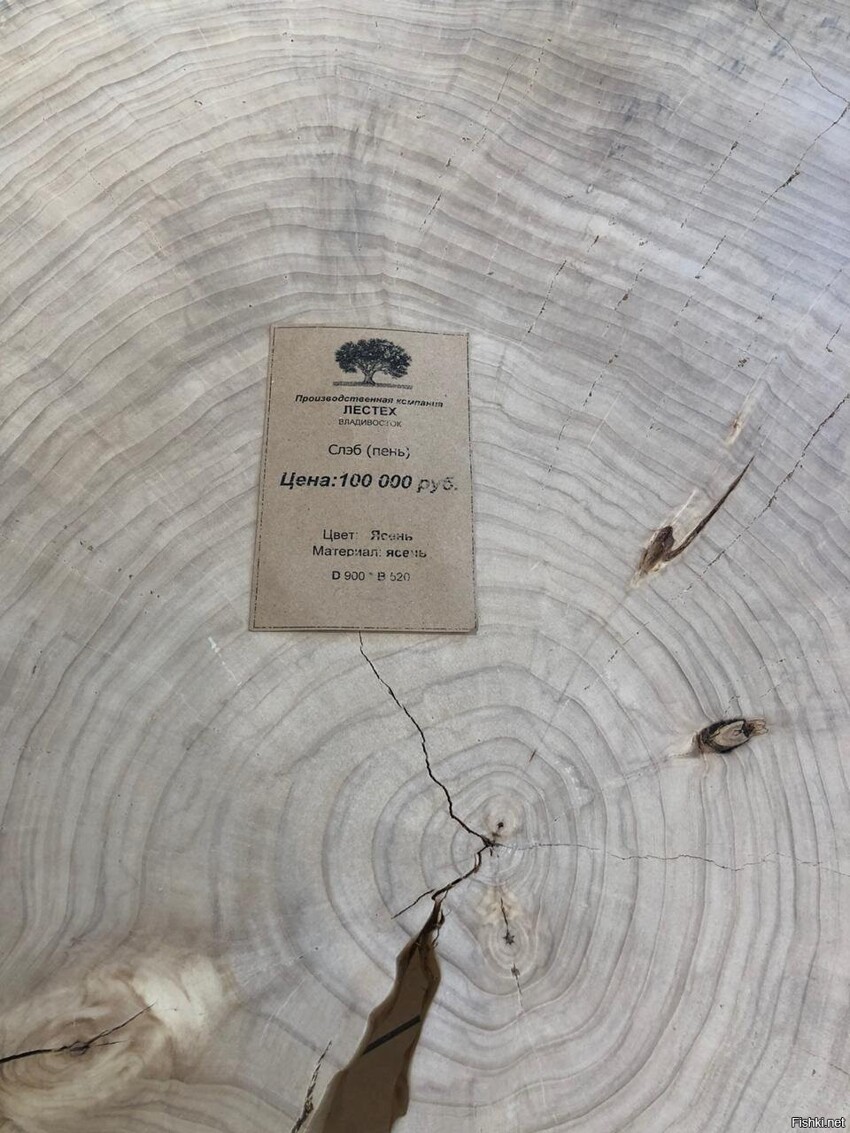 Производственная компания
ЛЕСТЕХ
ВЛАДИВОСТОК
Слэб (пень)
Цена:100 000 руб.
Цвет: Ясень
Материал: ясень
D 900 * В 520
Fishki.net